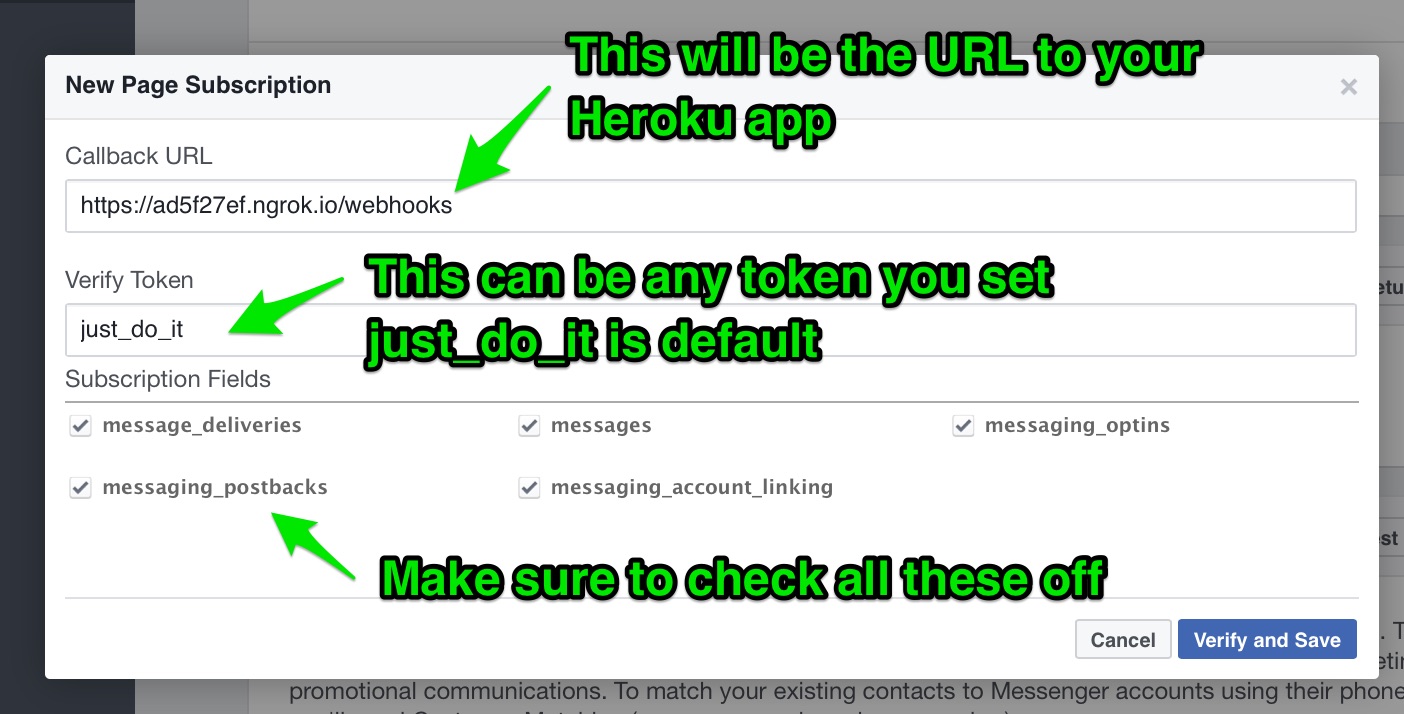 This will be the URL to your
Heroku app
New Page Subscription
×
Callback URL
https://ad5f27ef.ngrok.io/webhooks
This can be any token you set
just_do_it is default
Verify Token
just_do_it
Subscription Fields
message_deliveries messages messaging_optins
messaging_postbacks messaging_account_linking
Make sure to check all these off
Cancel Verify and Save
promotional communications. To match your existing contacts to Messenger accounts using their phone